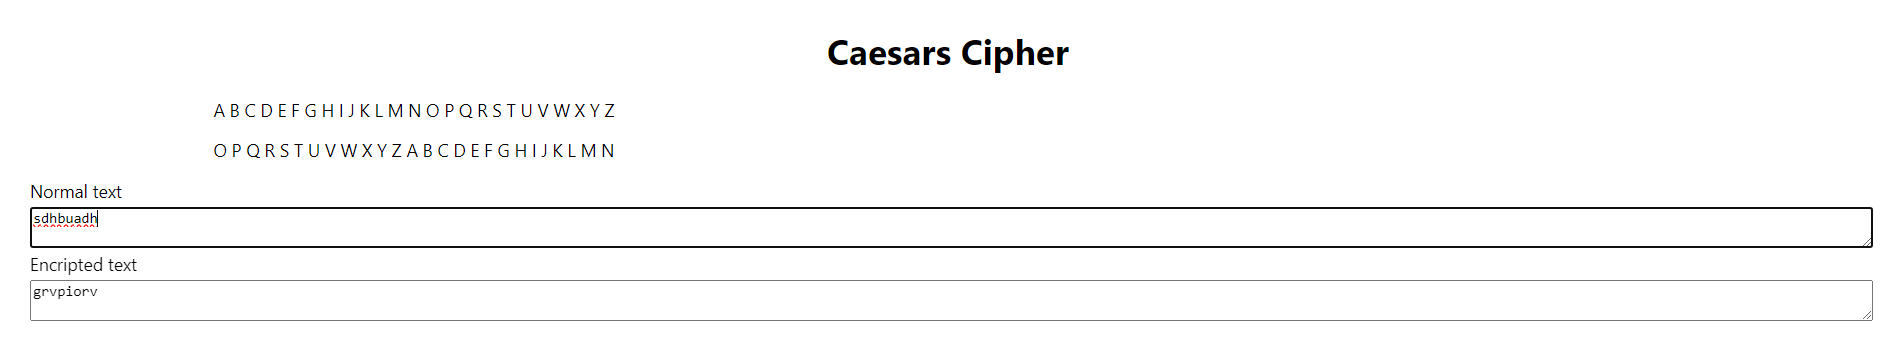 Caesars Cipher
A B C D E F G H I J K L M N O P Q R S T U V W X Y Z
O P Q R S T U V W X Y Z A B C D E F G H I J K L M N
Normal text
sdhbuadh
Encripted text
grvpiorv